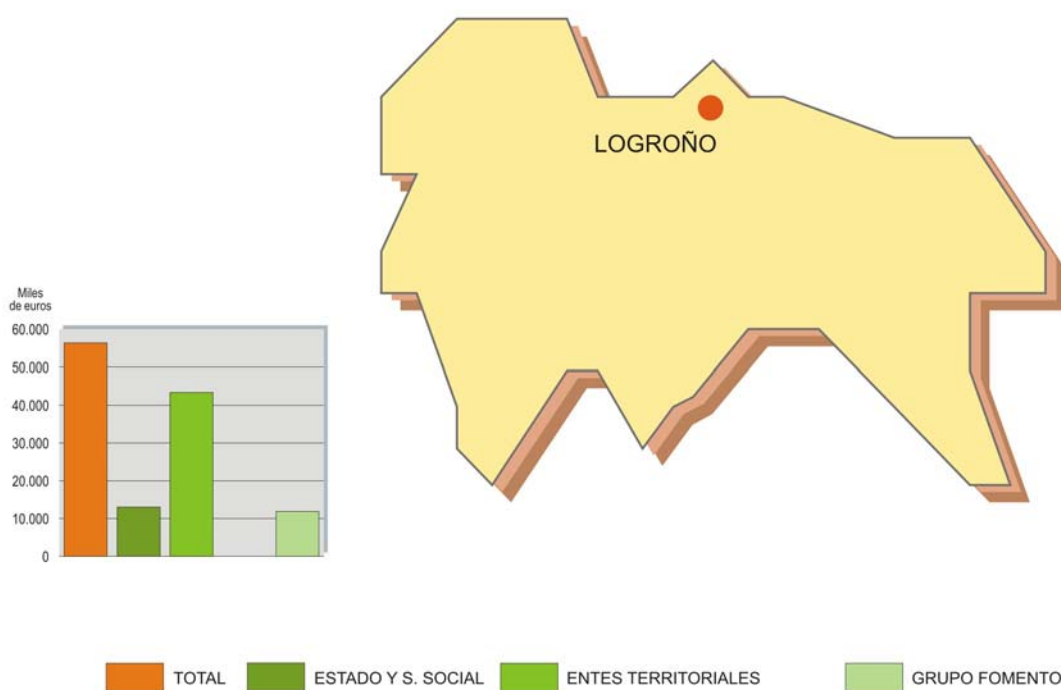 LOGROÑO
Miles
de euros
60.000
50.000
40.000
30.000
20.000
10.000
0
TOTAL
ESTADO Y S. SOCIAL
ENTES TERRITORIALES
GRUPO FOMENTO